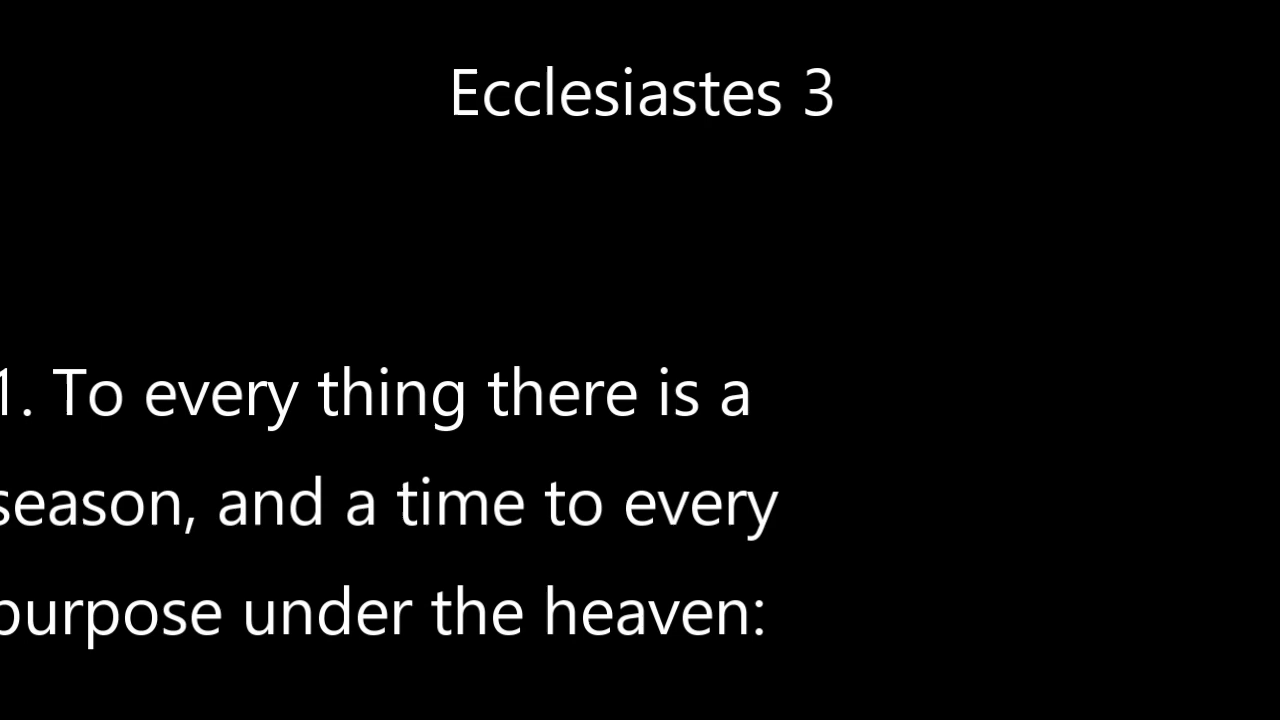 Ecclesiastes 3
1. To every thing there is a
season, and a time to every
purpose under the heaven: